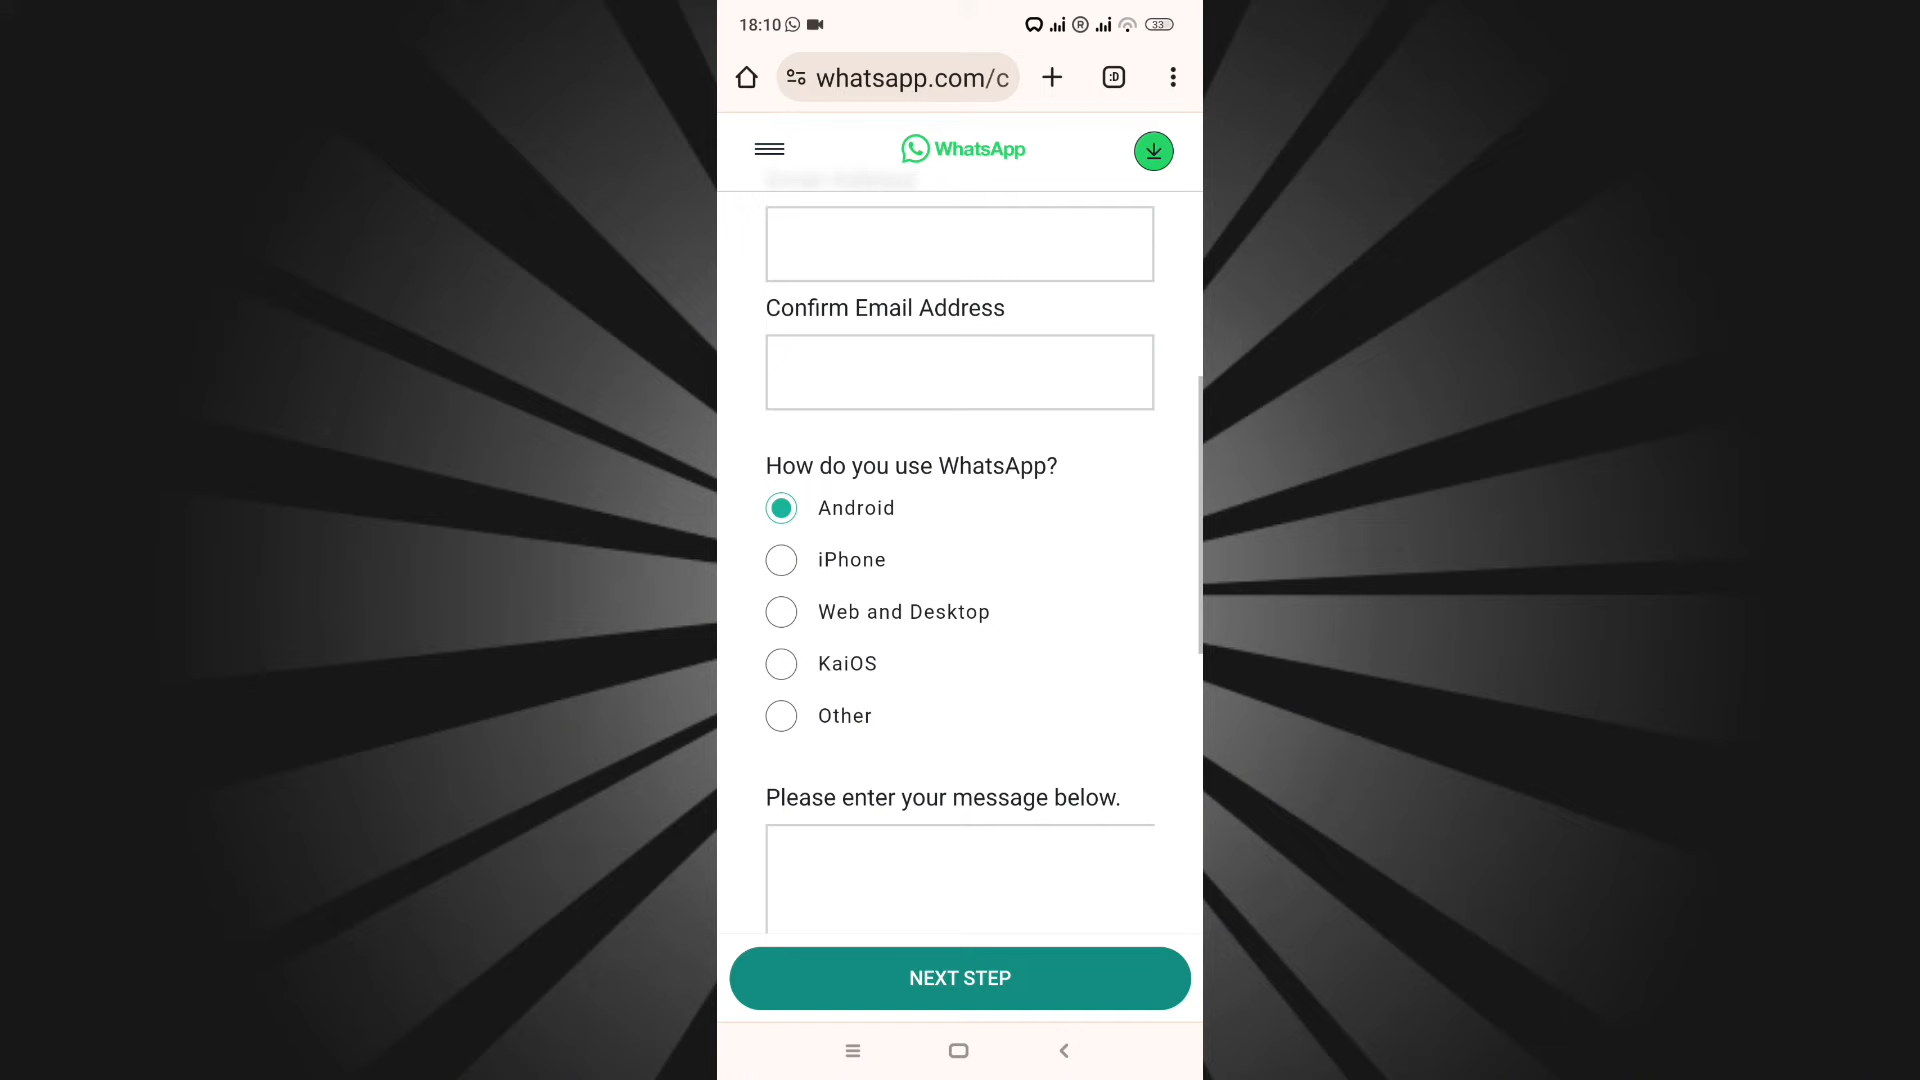 18:10
33
whatsapp.com/c
:D
WhatsApp
Confirm Email Address
How do you use WhatsApp?
Android
iPhone
Web and Desktop
KaiOS
Other
Please enter your message below.
NEXT STEP